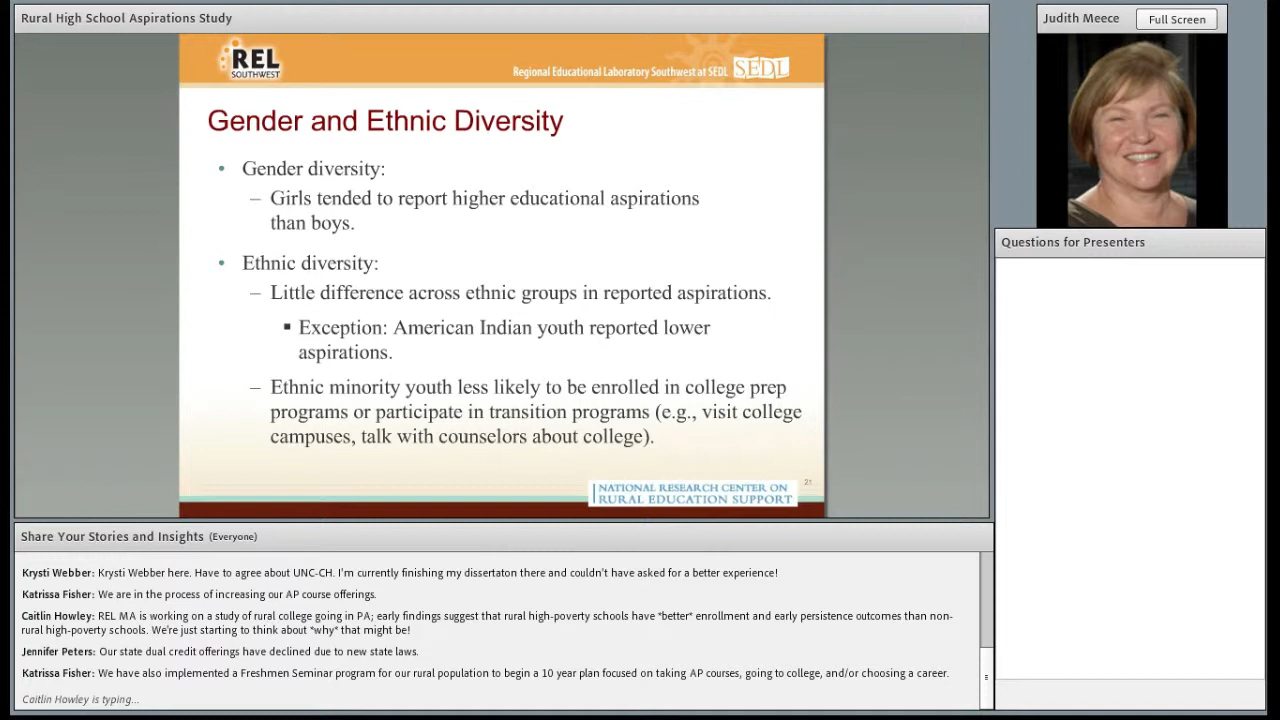 Rural High School Aspirations Study
Judith Meece
Full Screen
REL
SOUTHWEST
Regional Educational Laboratory Southwest at SEDL
SEDL
Gender and Ethnic Diversity
• Gender diversity:
– Girls tended to report higher educational aspirations
than boys.
• Ethnic diversity:
– Little difference across ethnic groups in reported aspirations.
▪ Exception: American Indian youth reported lower
aspirations.
– Ethnic minority youth less likely to be enrolled in college prep
programs or participate in transition programs (e.g., visit college
campuses, talk with counselors about college).
21
NATIONAL RESEARCH CENTER ON
RURAL EDUCATION SUPPORT
Questions for Presenters
Share Your Stories and Insights (Everyone)
Krysti Webber: Krysti Webber here. Have to agree about UNC-CH. I'm currently finishing my dissertaton there and couldn't have asked for a better experience!
Katrissa Fisher: We are in the process of increasing our AP course offerings.
Caitlin Howley: REL MA is working on a study of rural college going in PA; early findings suggest that rural high-poverty schools have *better* enrollment and early persistence outcomes than non-
rural high-poverty schools. We're just starting to think about *why* that might be!
Jennifer Peters: Our state dual credit offerings have declined due to new state laws.
Katrissa Fisher: We have also implemented a Freshmen Seminar program for our rural population to begin a 10 year plan focused on taking AP courses, going to college, and/or choosing a career.
Caitlin Howley is typing...